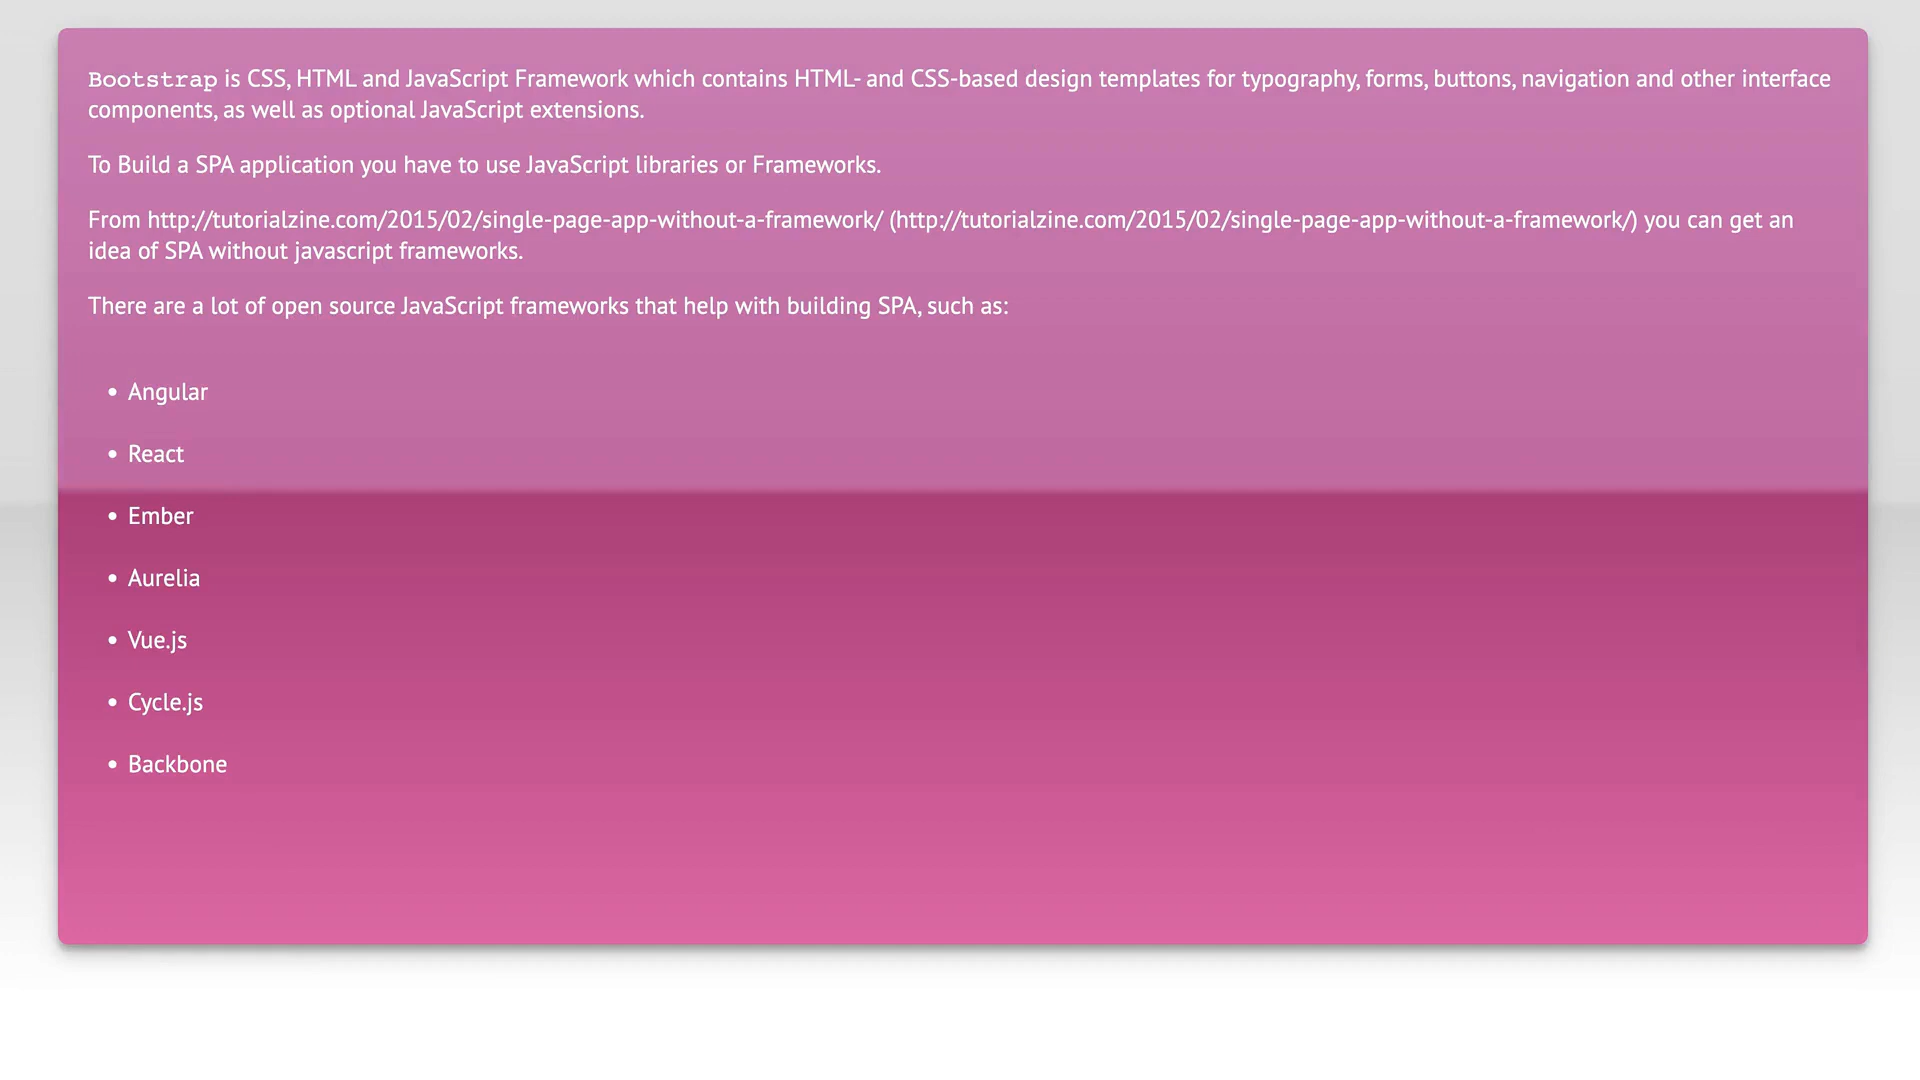 Bootstrap is CSS, HTML and JavaScript Framework which contains HTML- and CSS-based design templates for typography, forms, buttons, navigation and other interface
components, as well as optional JavaScript extensions.
To Build a SPA application you have to use JavaScript libraries or Frameworks.
From http://tutorialzine.com/2015/02/single-page-app-without-a-framework/ (http://tutorialzine.com/2015/02/single-page-app-without-a-framework/) you can get an
idea of SPA without javascript frameworks.
There are a lot of open source JavaScript frameworks that help with building SPA, such as:
• Angular
• React
• Ember
• Aurelia
• Vue.js
• Cycle.js
• Backbone